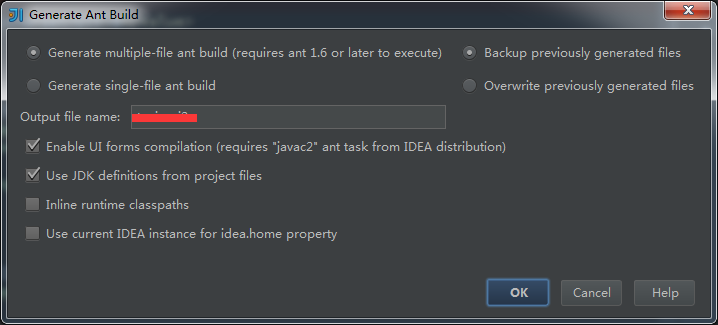 Generate Ant Build
Generate multiple-file ant build (requires ant 1.6 or later to execute)
Backup previously generated files
Generate single-file ant build
Overwrite previously generated files
Output file name:
Enable UI forms compilation (requires "javac2" ant task from IDEA distribution)
Use JDK definitions from project files
Inline runtime classpaths
Use current IDEA instance for idea.home property
OK
Cancel
Help